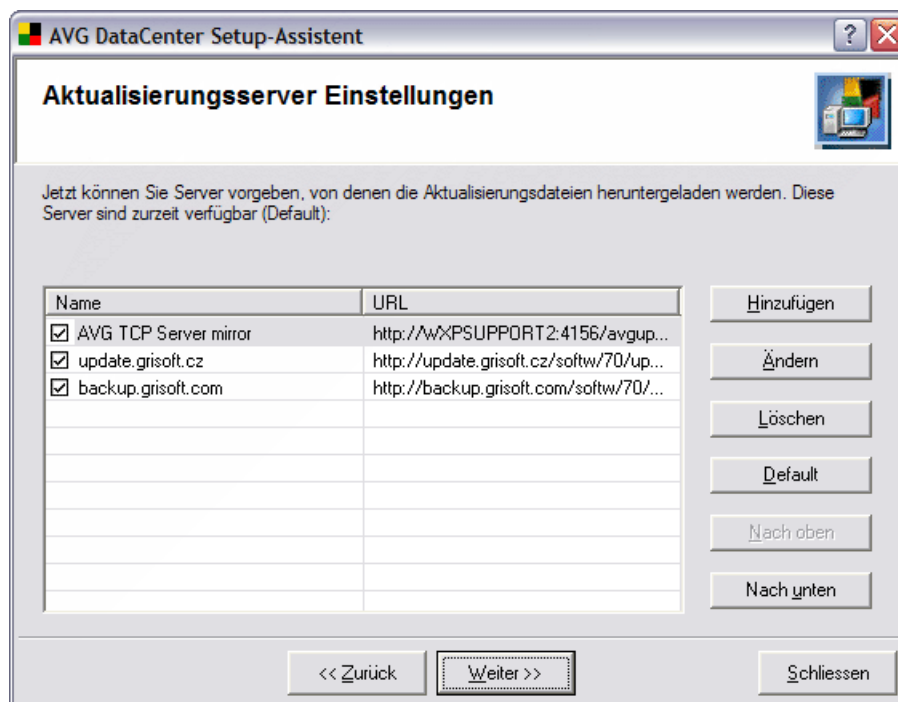 AVG DataCenter Setup-Assistent
Aktualisierungsserver Einstellungen
Jetzt können Sie Server vorgeben, von denen die Aktualisierungsdateien heruntergeladen werden. Diese
Server sind zurzeit verfügbar (Default):
Name URL
AVG TCP Server mirror http://WXPSUPPORT2:4156/avgup...
update.grisoft.cz http://update.grisoft.cz/softw/70/up...
backup.grisoft.com http://backup.grisoft.com/softw/70/...
Hinzufügen
Ändern
Löschen
Default
Nach oben
Nach unten
<< Zurück
Weiter >>
Schliessen